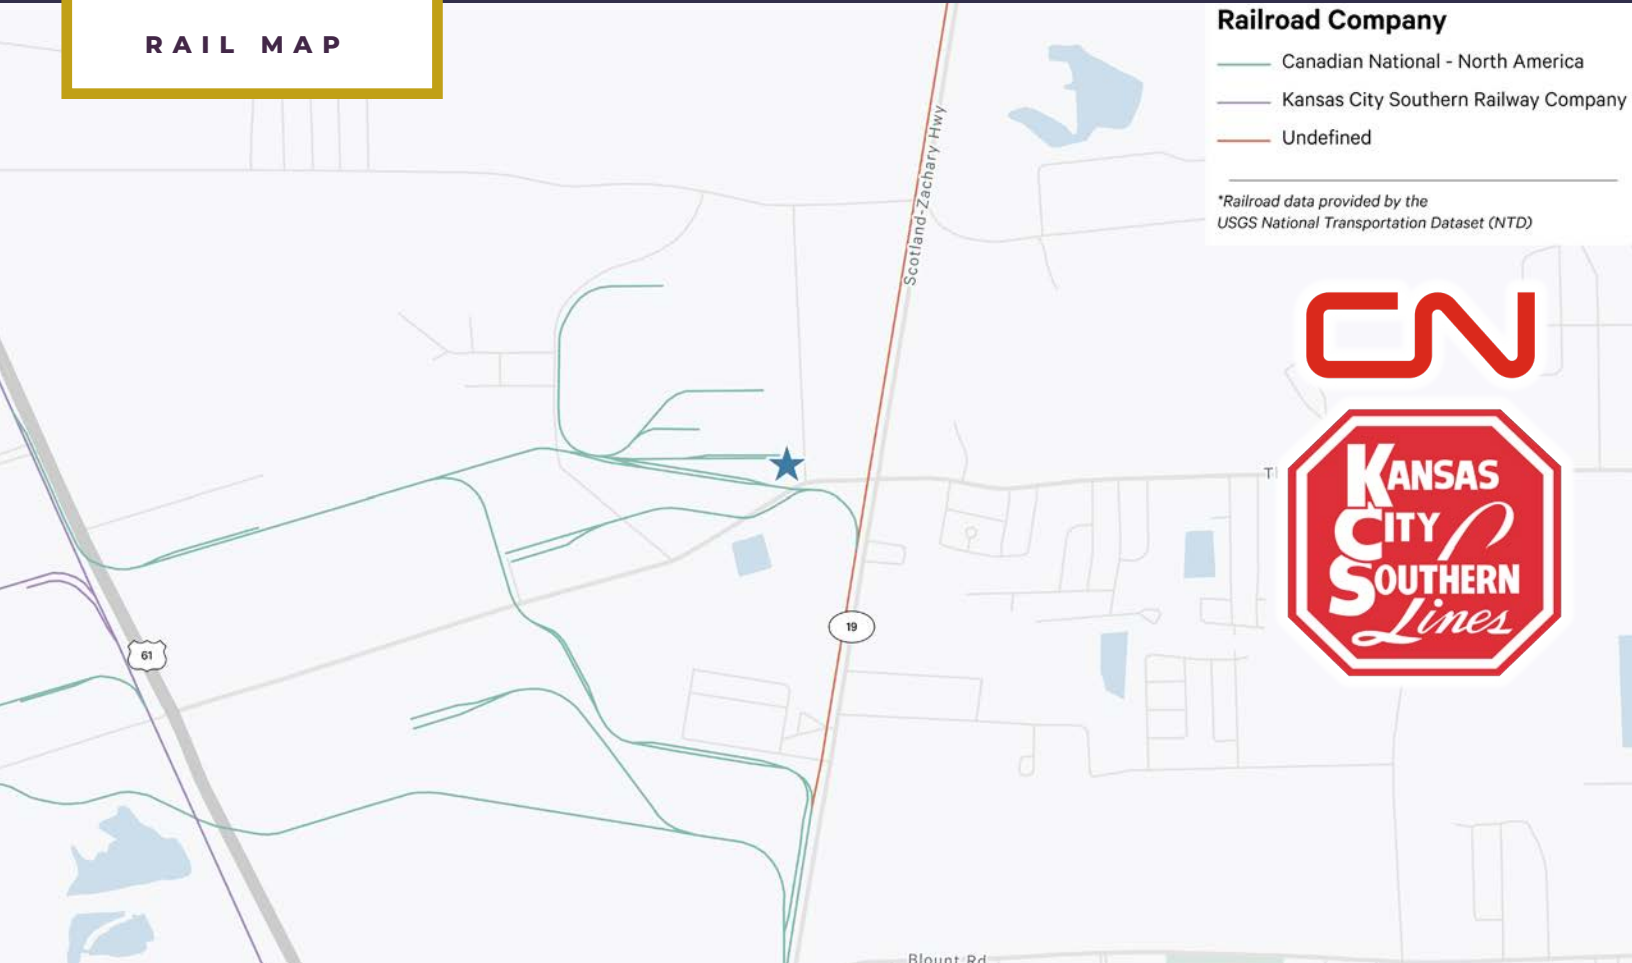 RAIL MAP
Railroad Company
Canadian National - North America
Kansas City Southern Railway Company
Undefined
*Railroad data provided by the
USGS National Transportation Dataset (NTD)
Scotland-Zachary Hwy
CN
KANSAS
CITY
SOUTHERN
Lines
19
61
Blount Rd